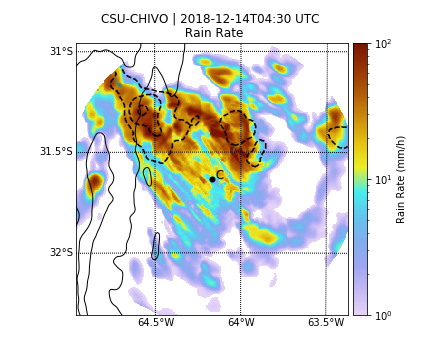 CSU-CHIVO | 2018-12-14T04:30 UTC
Rain Rate
31°S
31.5°S
32°S
64.5°W
64°W
63.5°W
C
10²
10¹
10⁰
Rain Rate (mm/h)